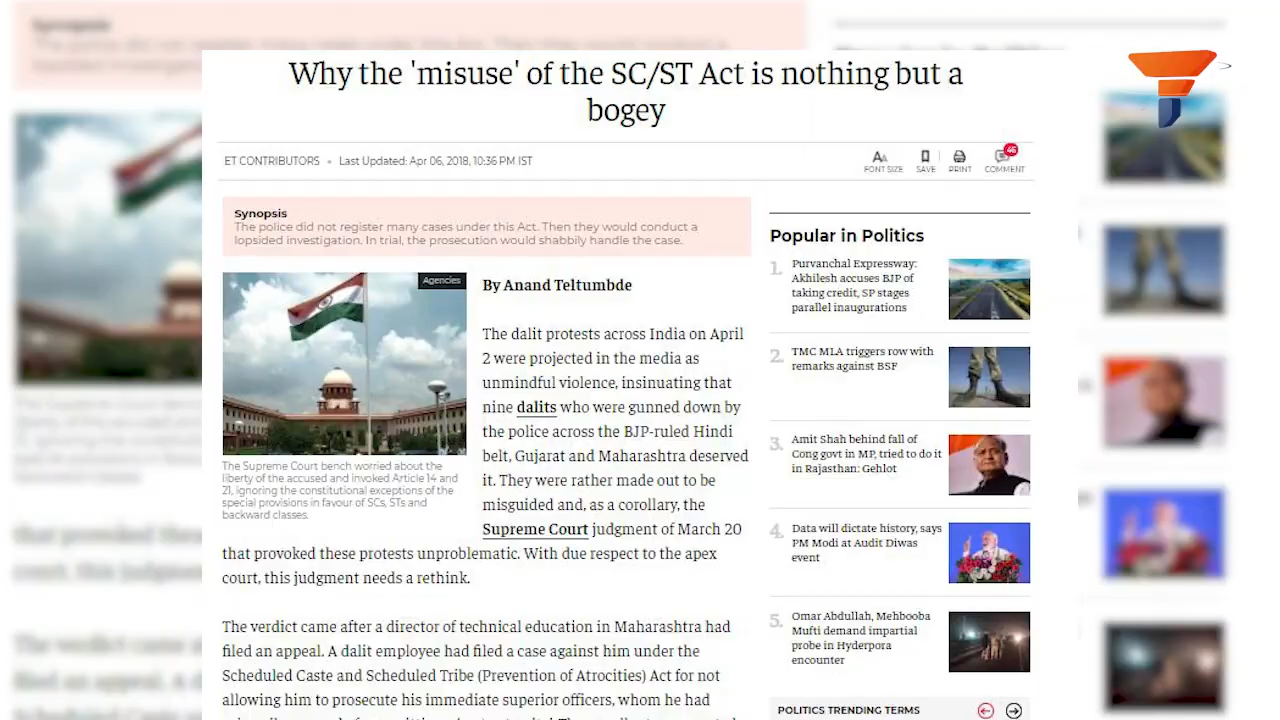 Why the 'misuse' of the SC/ST Act is nothing but a
bogey
ET CONTRIBUTORS • Last Updated: Apr 06, 2018, 10:36 PM IST
FONT SIZE
SAVE
PRINT
46
COMMENT
Synopsis
The police did not register many cases under this Act. Then they would conduct a
lopsided investigation. In trial, the prosecution would shabbily handle the case.
Agencies
The Supreme Court bench worried about the
liberty of the accused and invoked Article 14 and
21, ignoring the constitutional exceptions of the
special provisions in favour of SCs, STs and
backward classes.
By Anand Teltumbde
The dalit protests across India on April
2 were projected in the media as
unmindful violence, insinuating that
nine dalits who were gunned down by
the police across the BJP-ruled Hindi
belt, Gujarat and Maharashtra deserved
it. They were rather made out to be
misguided and, as a corollary, the
Supreme Court judgment of March 20
that provoked these protests unproblematic. With due respect to the apex
court, this judgment needs a rethink.
The verdict came after a director of technical education in Maharashtra had
filed an appeal. A dalit employee had filed a case against him under the
Scheduled Caste and Scheduled Tribe (Prevention of Atrocities) Act for not
allowing him to prosecute his immediate superior officers, whom he had
Popular in Politics
1. Purvanchal Expressway:
Akhilesh accuses BJP of
taking credit, SP stages
parallel inaugurations
2. TMC MLA triggers row with
remarks against BSF
3. Amit Shah behind fall of
Cong govt in MP, tried to do it
in Rajasthan: Gehlot
4. Data will dictate history, says
PM Modi at Audit Diwas
event
5. Omar Abdullah, Mehbooba
Mufti demand impartial
probe in Hyderpora
encounter
POLITICS TRENDING TERMS